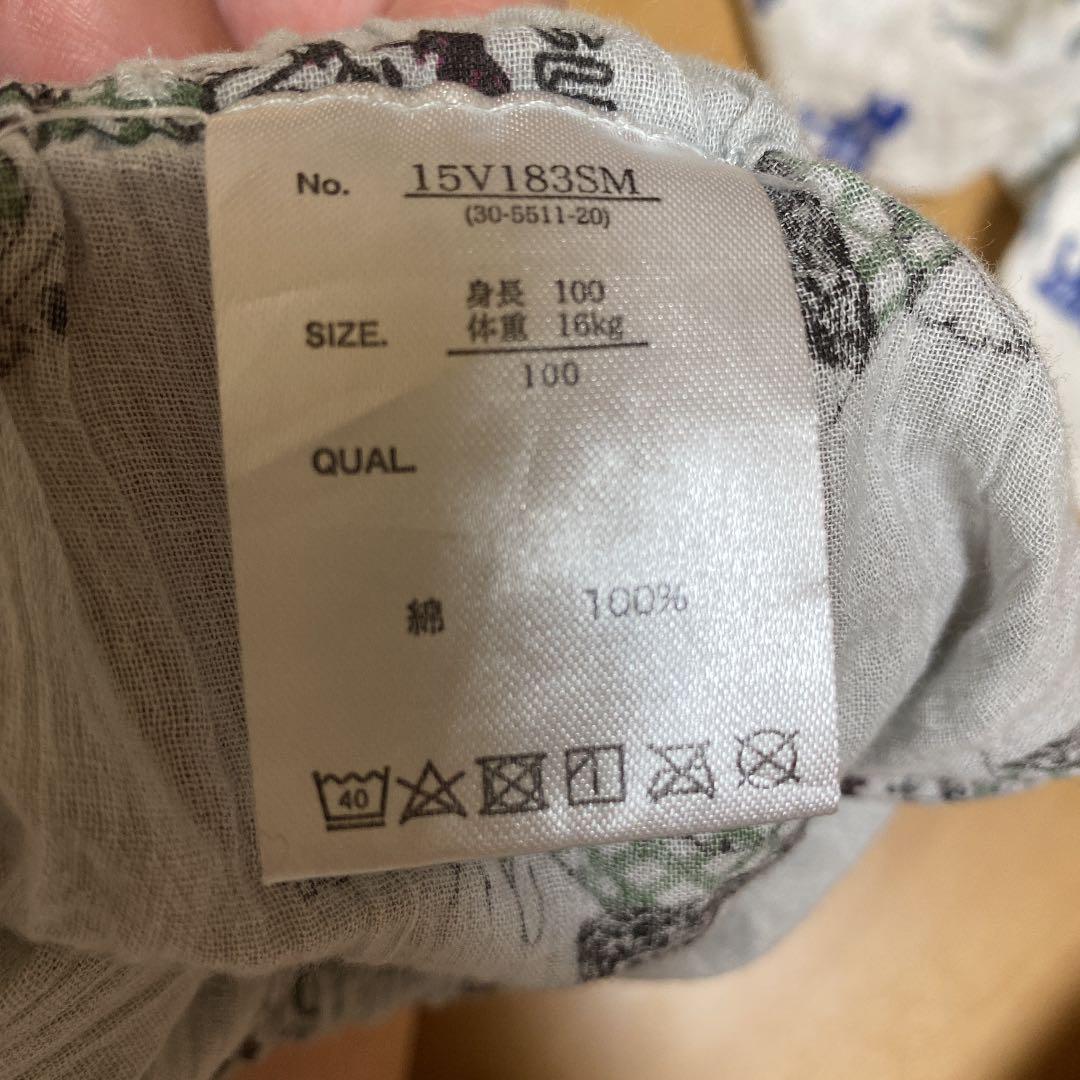 No. 15V183SM
(30-5511-20)
身長 100
SIZE. 体重 16kg
100
QUAL.
綿 100%
40